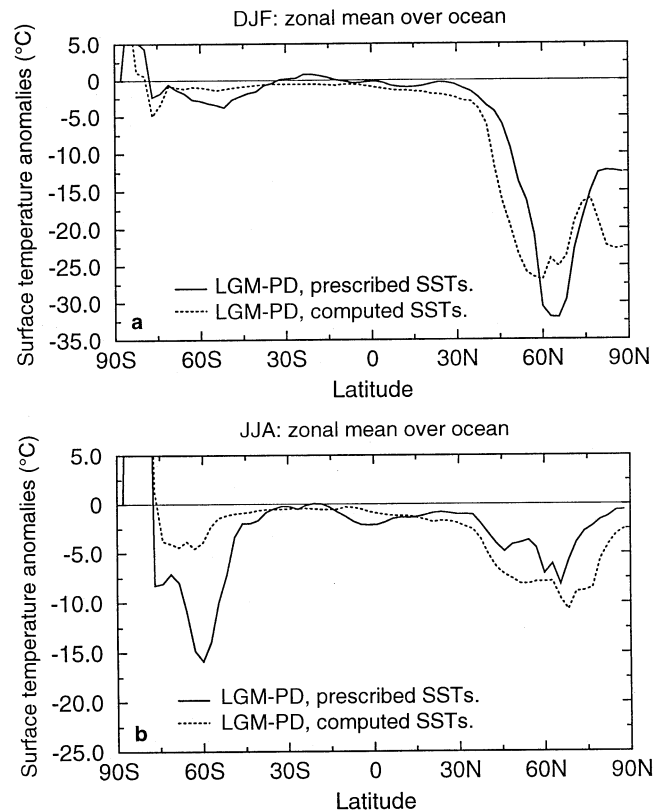 DJF: zonal mean over ocean
Surface temperature anomalies (°C)
5.0
0
-5.0
-10.0
-15.0
-20.0
-25.0
-30.0
-35.0
LGM-PD, prescribed SSTs.
LGM-PD, computed SSTs.
a
90S 60S 30S 0 30N 60N 90N
Latitude
JJA: zonal mean over ocean
Surface temperature anomalies (°C)
5.0
0
-5.0
-10.0
-15.0
-20.0
-25.0
LGM-PD, prescribed SSTs.
LGM-PD, computed SSTs.
b
90S 60S 30S 0 30N 60N 90N
Latitude